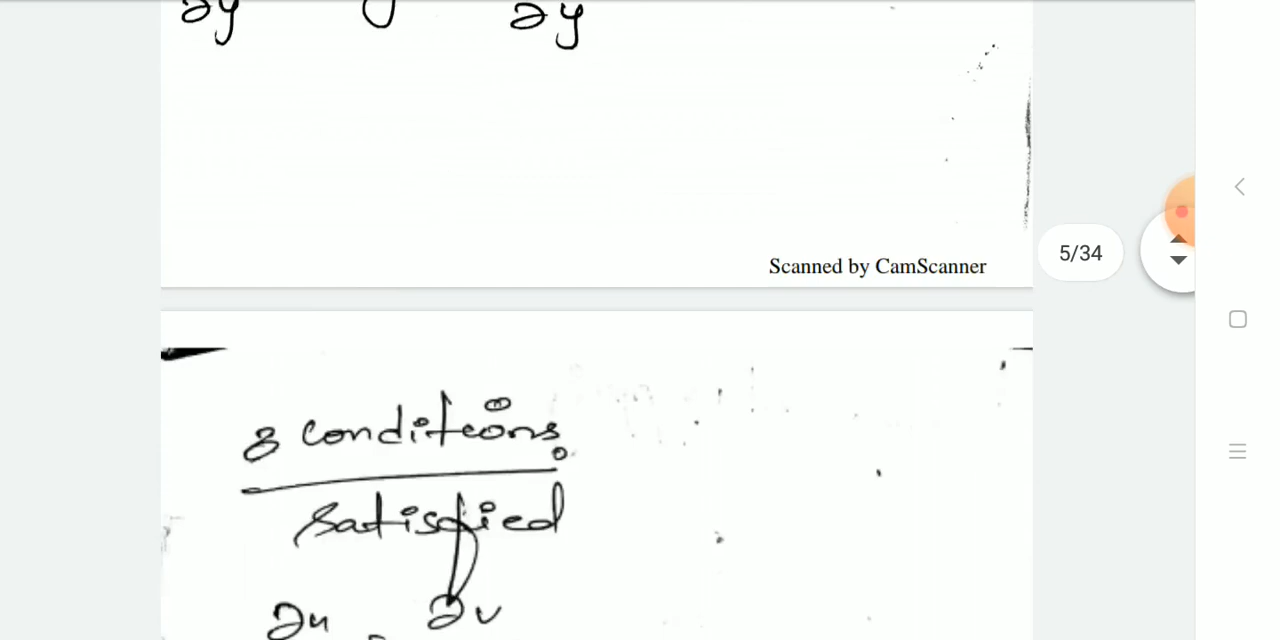 ∂y ∂y
Scanned by CamScanner
5/34
8 conditions.
satisfied
∂u ∂v